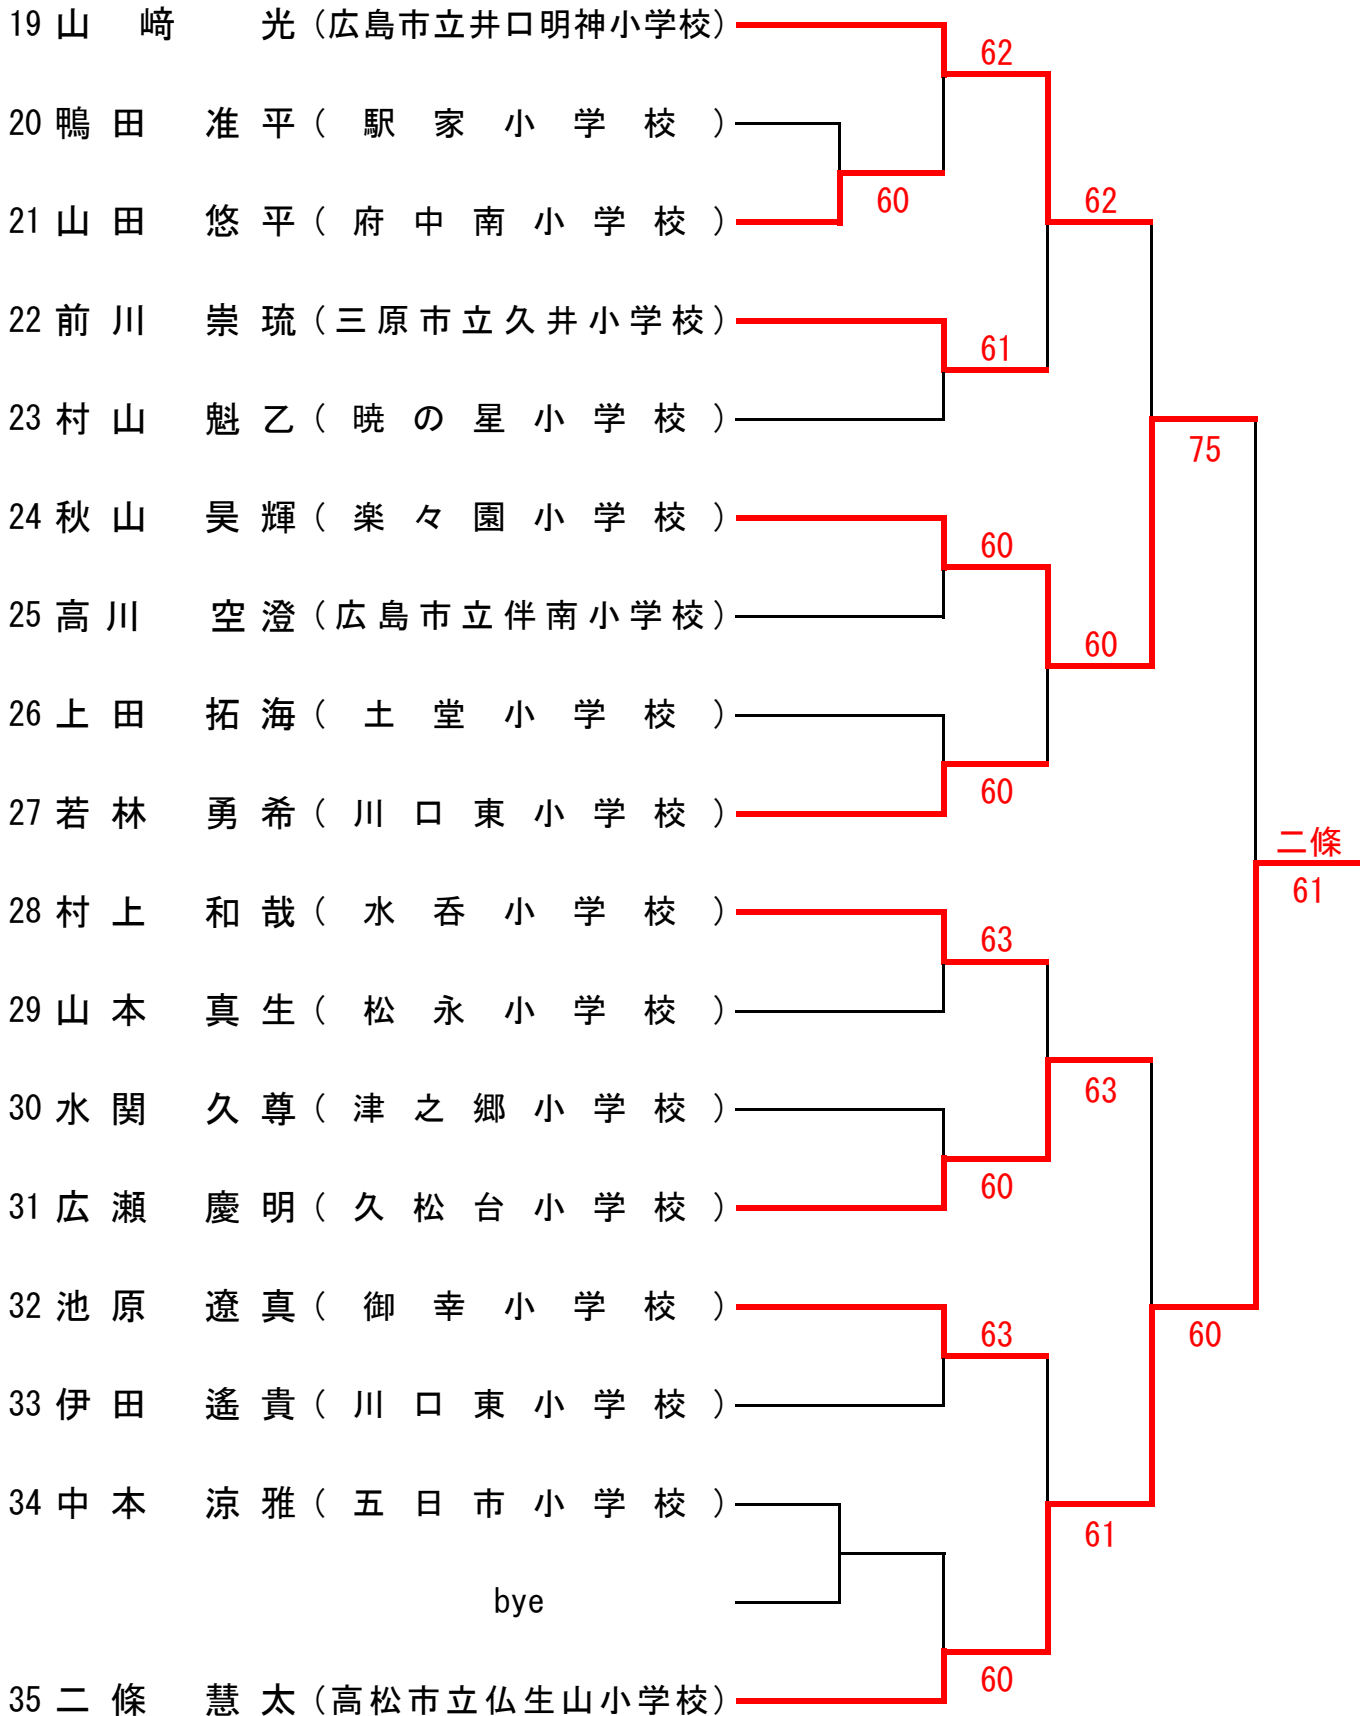 19 山﨑 光 (広島市立井口明神小学校)
62
20 鴨田 准平 (駅家小学校)
60
62
21 山田 悠平 (府中南小学校)
22 前川 崇琉 (三原市立久井小学校)
61
23 村山 魁乙 (暁の星小学校)
75
24 秋山 昊輝 (楽々園小学校)
60
25 高川 空澄 (広島市立伴南小学校)
60
26 上田 拓海 (土堂小学校)
60
27 若林 勇希 (川口東小学校)
二條
61
28 村上 和哉 (水呑小学校)
63
29 山本 真生 (松永小学校)
63
30 水関 久尊 (津之郷小学校)
60
31 広瀬 慶明 (久松台小学校)
32 池原 遼真 (御幸小学校)
63
60
33 伊田 遙貴 (川口東小学校)
34 中本 涼雅 (五日市小学校)
61
bye
60
35 二條 慧太 (高松市立仏生山小学校)